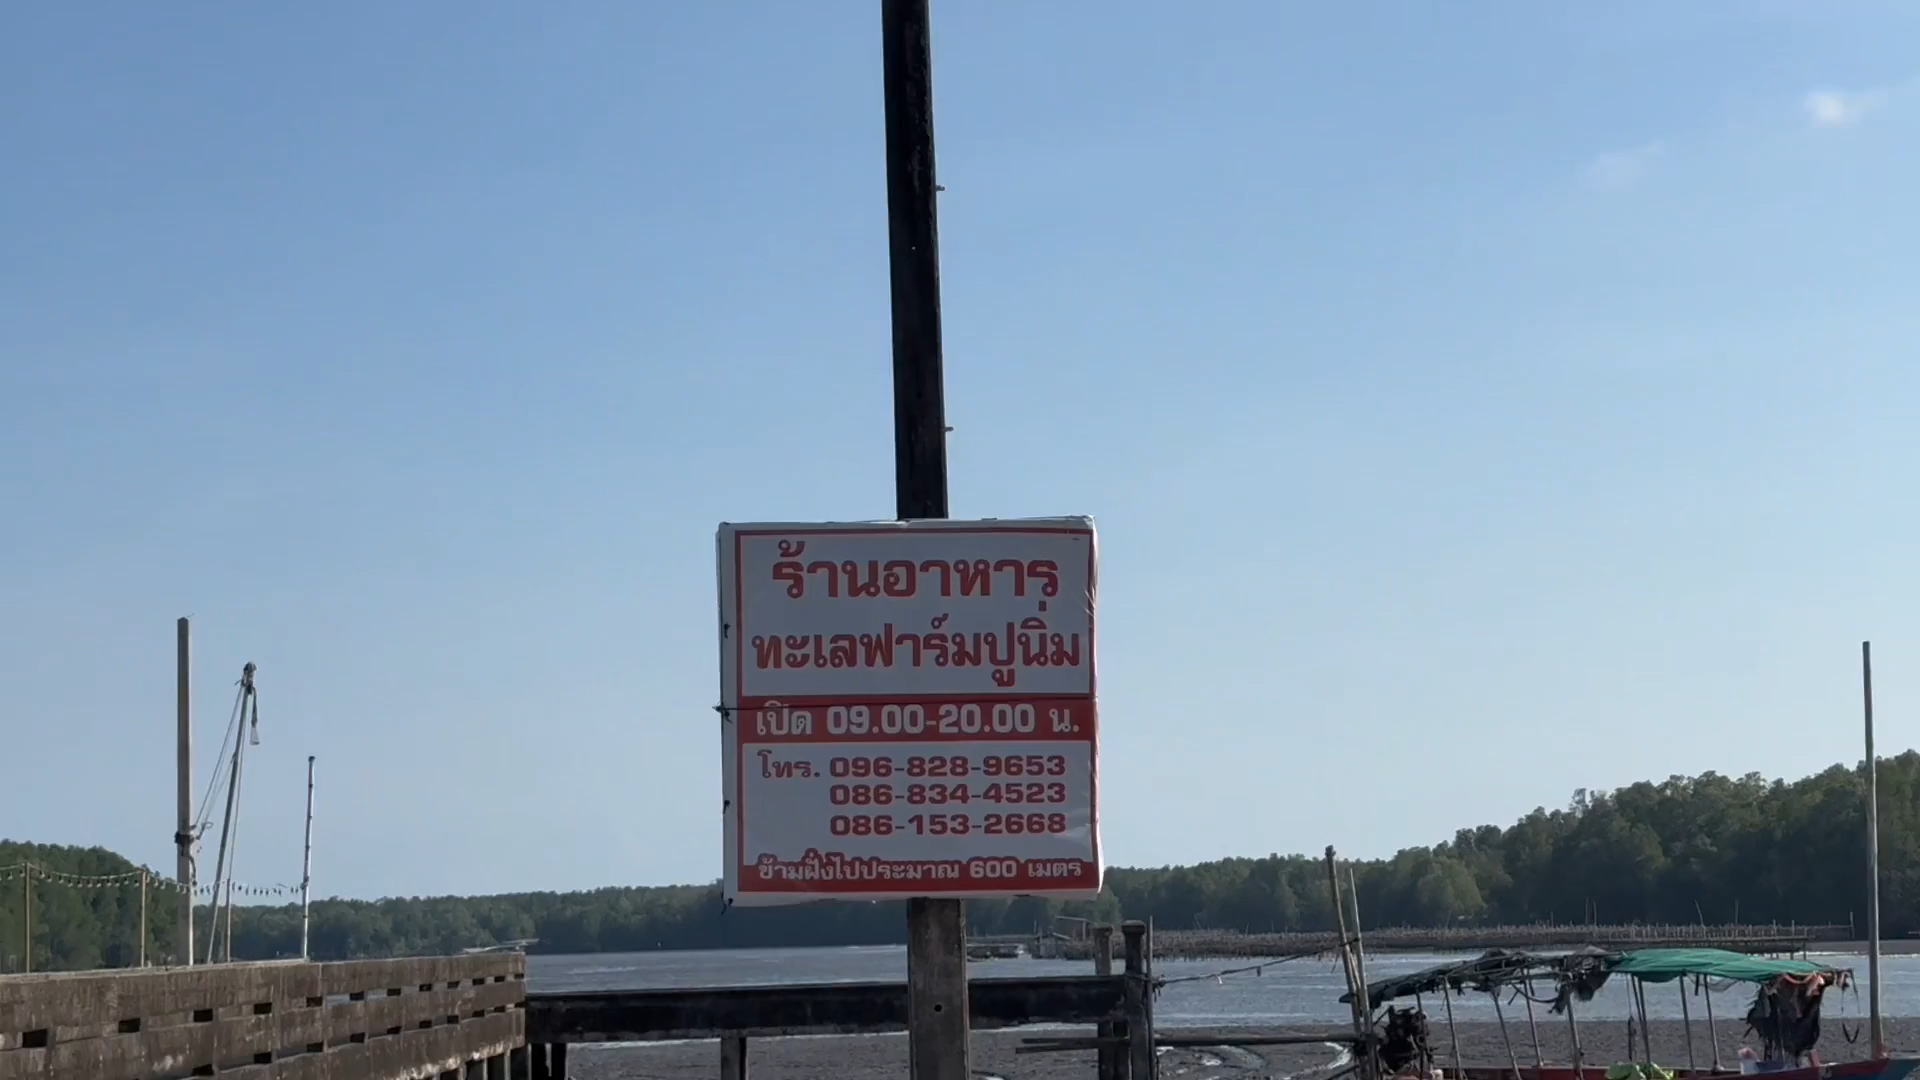 ร้านอาหาร
ทะเลฟาร์มปูนิ่ม
เปิด 09.00-20.00 น.
โทร. 096-828-9653
086-834-4523
086-153-2668
ข้ามฝั่งไปประมาณ 600 เมตร